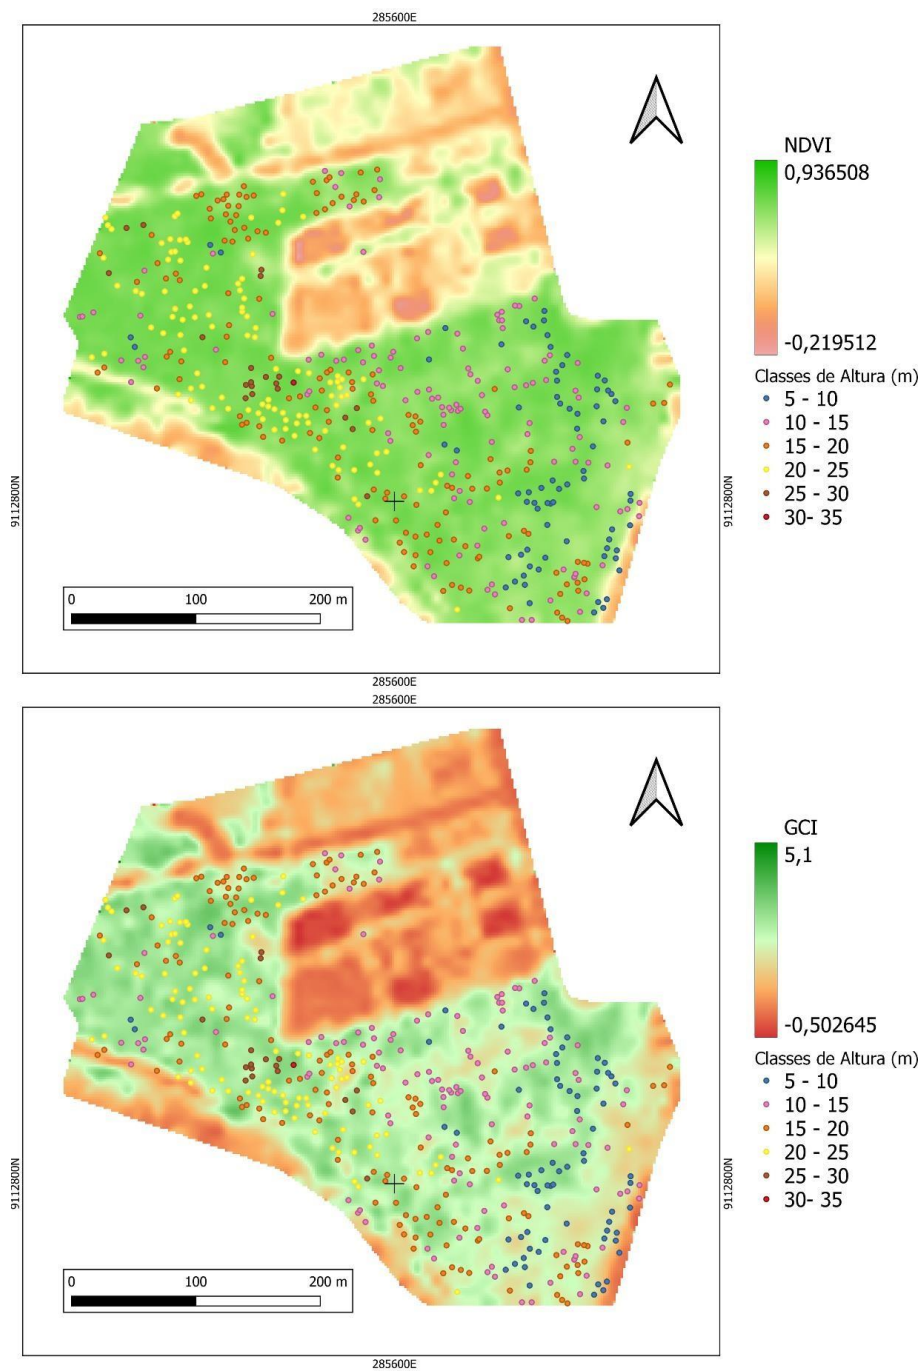 285600E
NDVI
0,936508
-0,219512
Classes de Altura (m)
5 - 10
10 - 15
15 - 20
20 - 25
25 - 30
30- 35
9112800N
9112800N
0 100 200 m
285600E
285600E
GCI
5,1
-0,502645
Classes de Altura (m)
5 - 10
10 - 15
15 - 20
20 - 25
25 - 30
30- 35
9112800N
9112800N
0 100 200 m
285600E